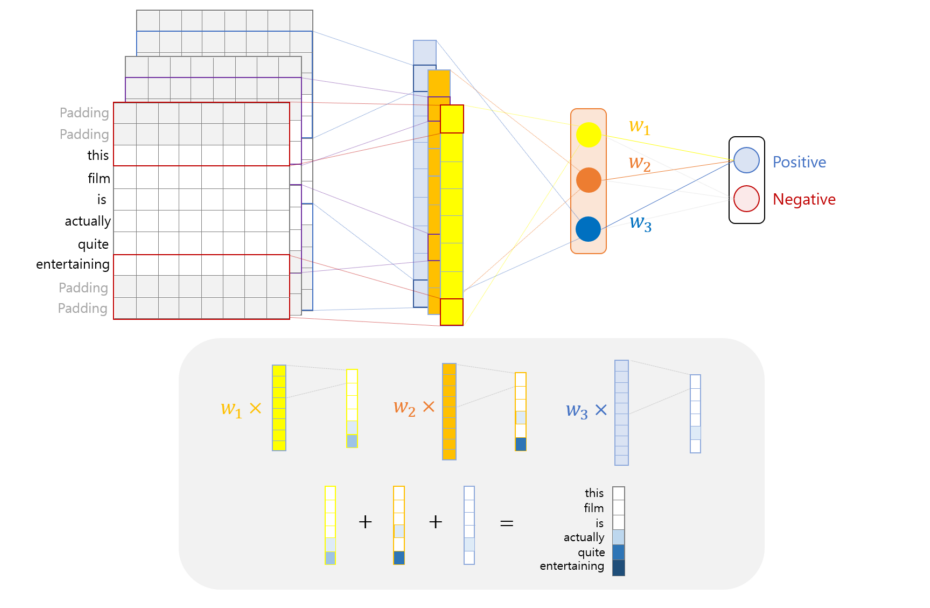 Padding
Padding
this
film
is
actually
quite
entertaining
Padding
Padding
w₁
w₂
w₃
Positive
Negative
w₁ ×
w₂ ×
w₃ ×
+ + =
this
film
is
actually
quite
entertaining